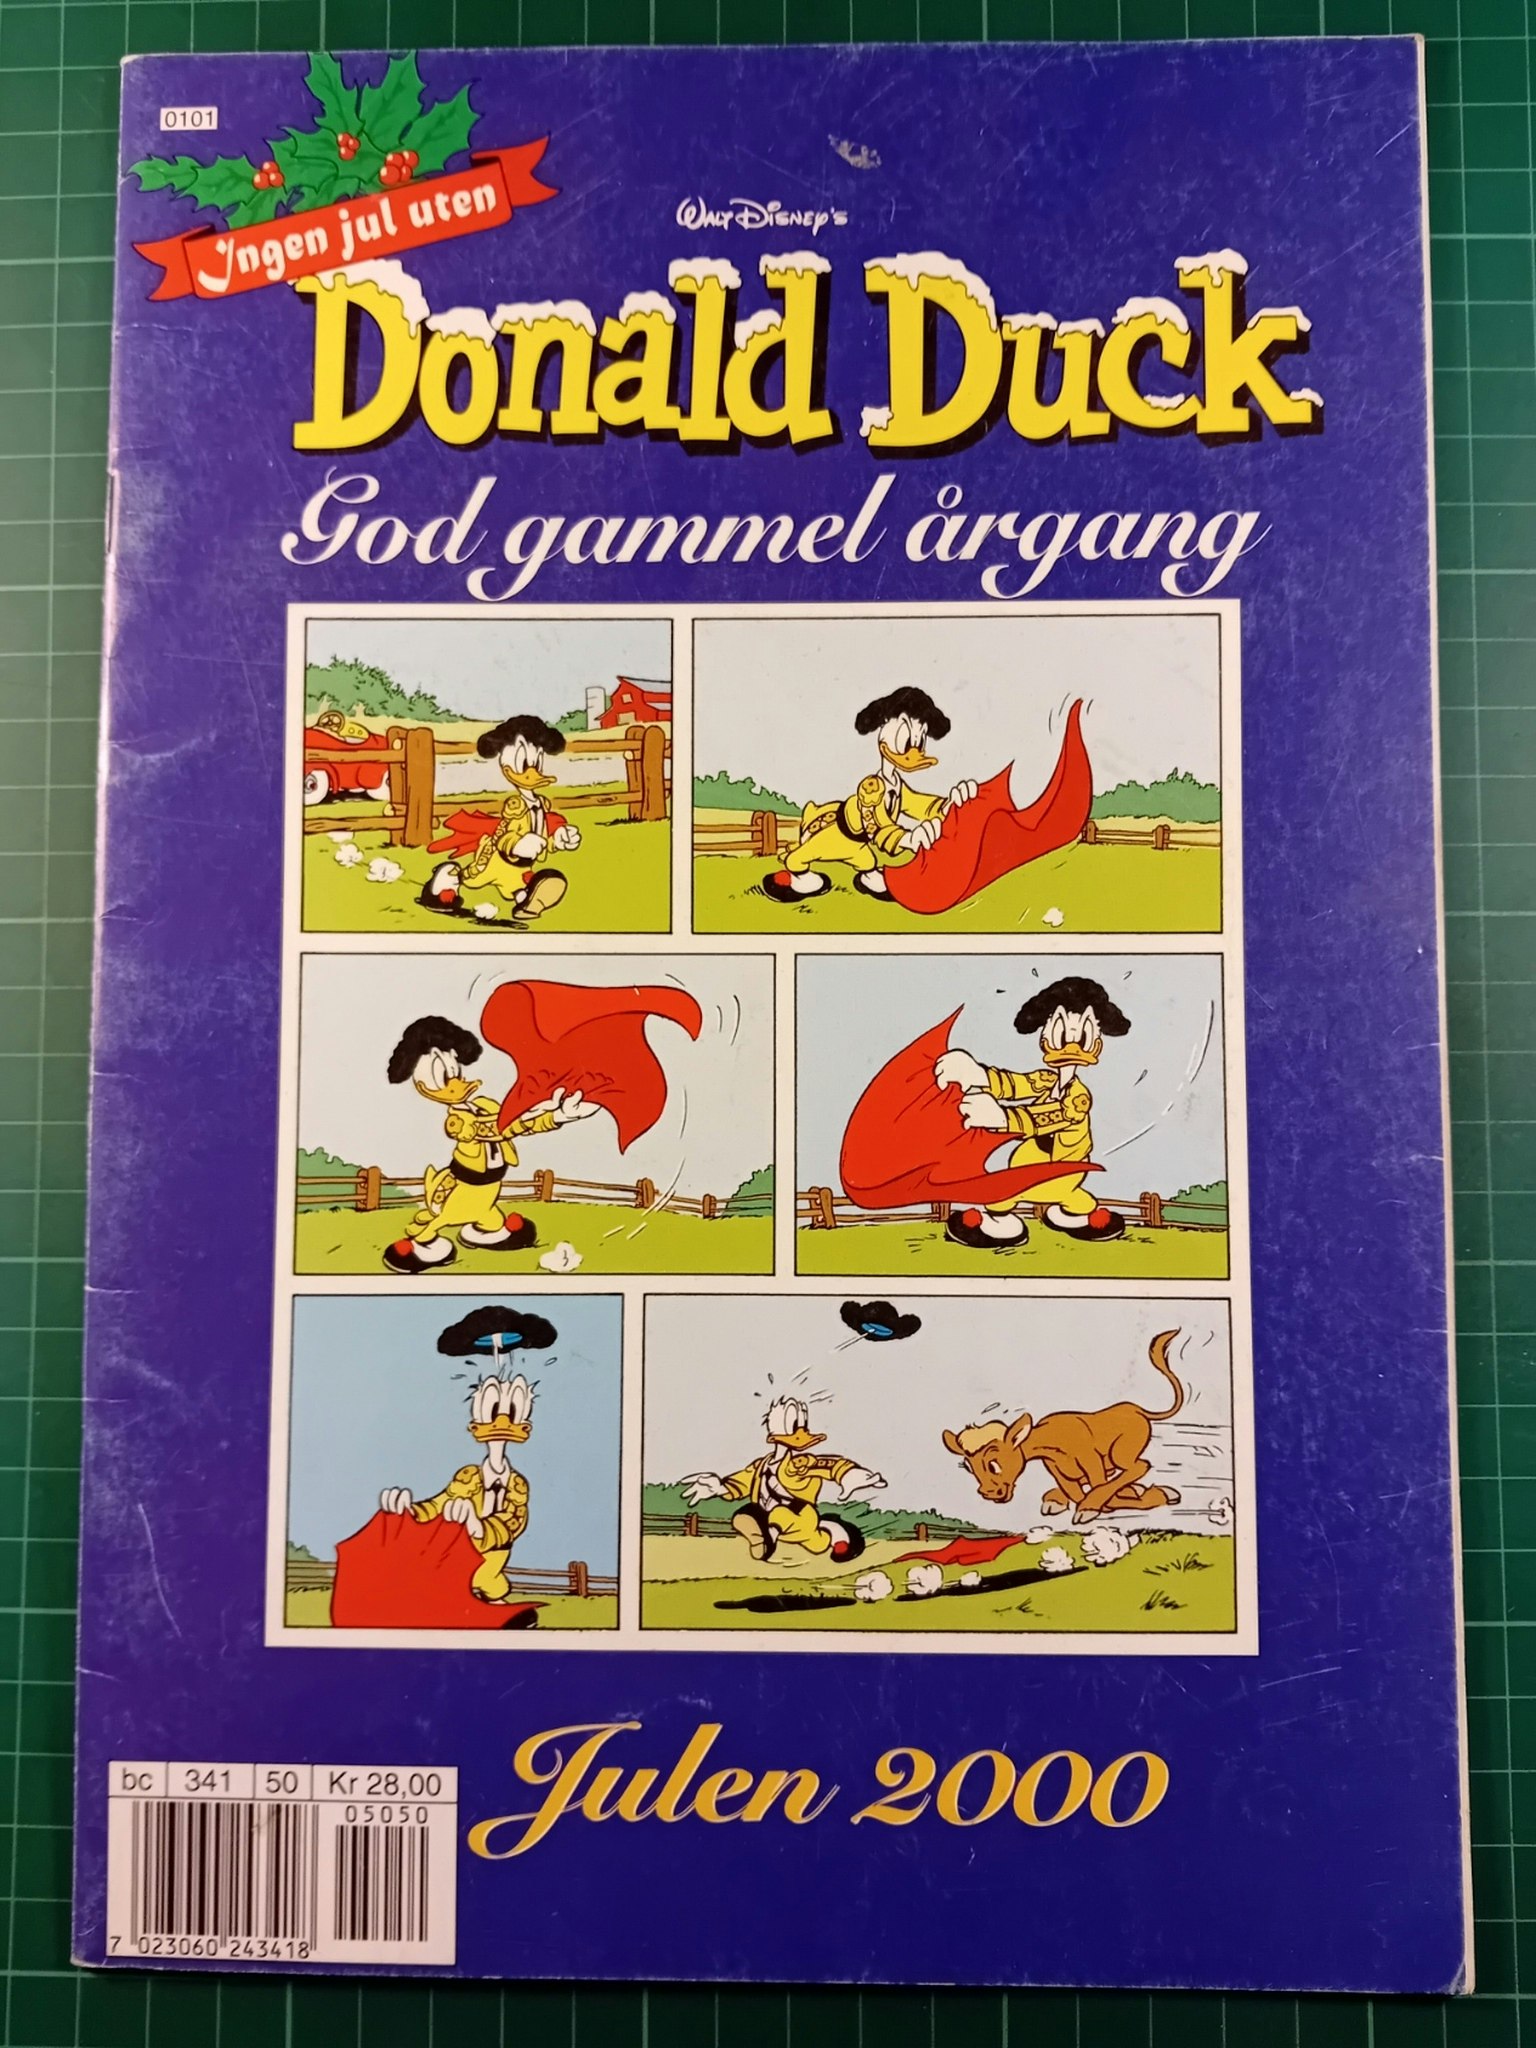 0101
Ingen jul uten
WALT DISNEY'S
Donald Duck
God gammel årgang
Julen 2000
bc 341 50 Kr 28,00
05050
7 023060 243418